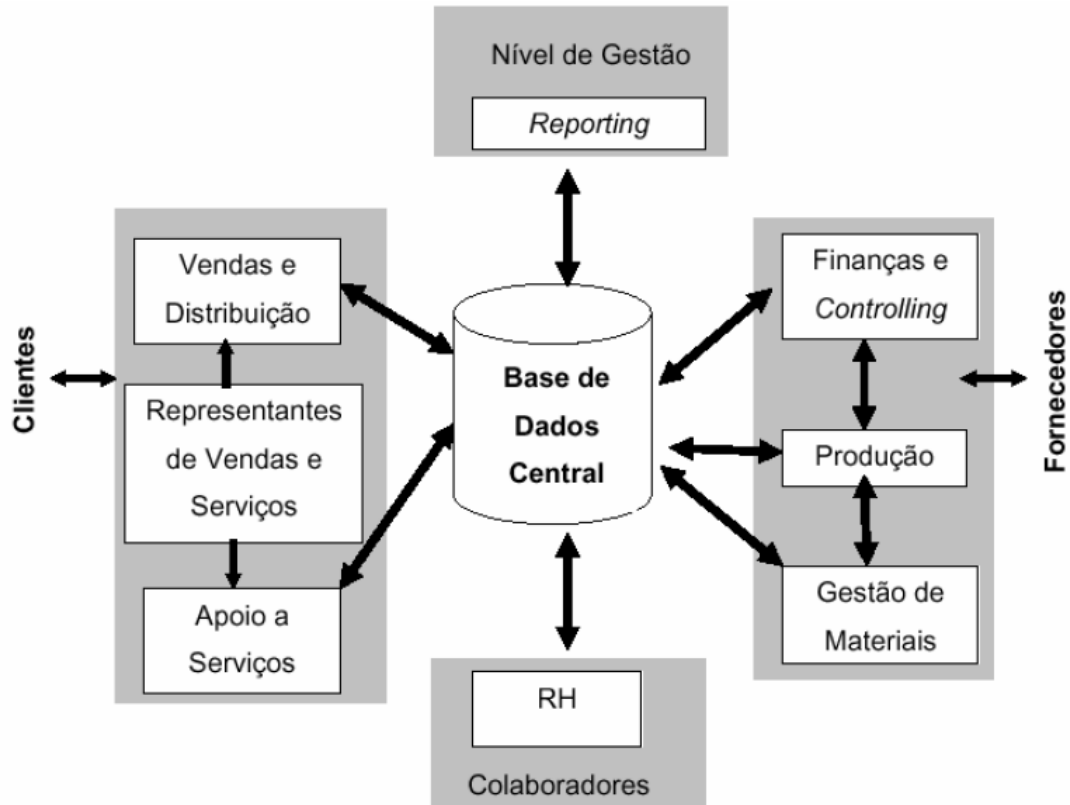 Nível de Gestão
Reporting
Vendas e
Distribuição
Finanças e
Controlling
Clientes
Representantes
de Vendas e
Serviços
Base de
Dados
Central
Produção
Fornecedores
Apoio a
Serviços
Gestão de
Materiais
RH
Colaboradores